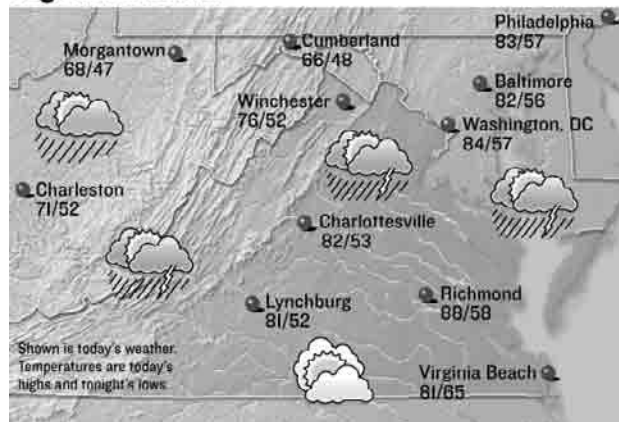 Philadelphia
83/57
Morgantown
68/47
Cumberland
66/48
Baltimore
82/56
Winchester
76/52
Washington, DC
84/57
Charleston
71/52
Charlottesville
82/53
Lynchburg
81/52
Richmond
88/58
Shown is today's weather.
Temperatures are today's
highs and tonight's lows.
Virginia Beach
81/65